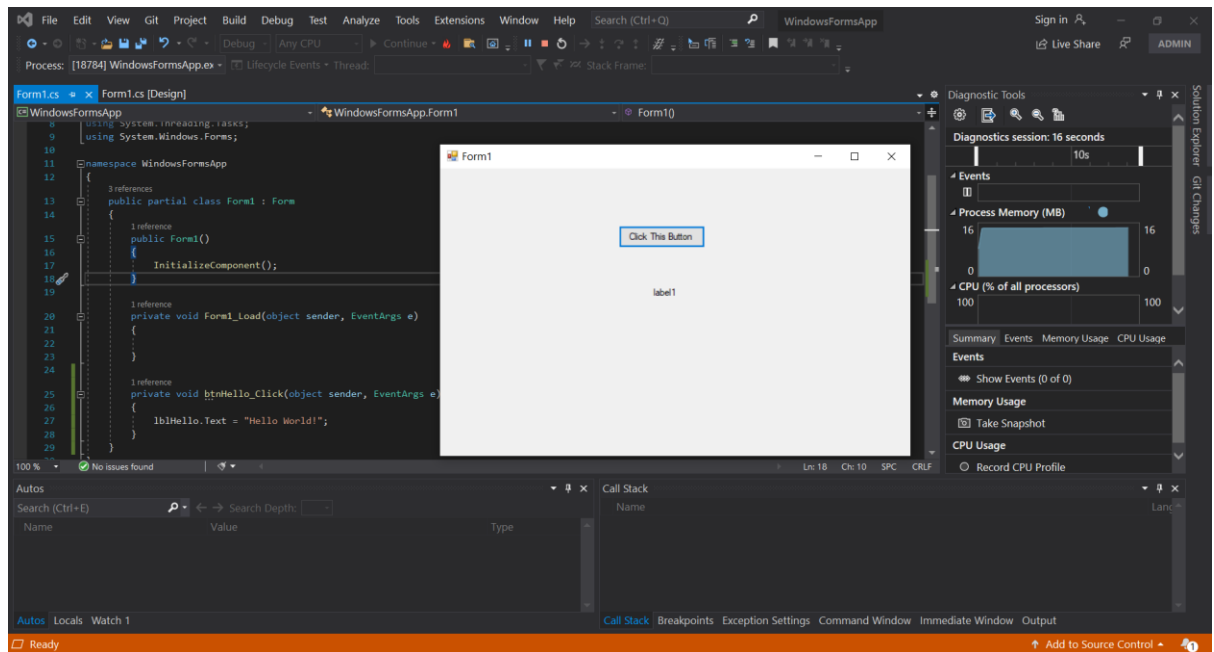 File Edit View Git Project Build Debug Test Analyze Tools Extensions Window Help Search (Ctrl+Q) WindowsFormsApp Sign in
Debug Any CPU Continue Live Share ADMIN
Process: [18784] WindowsFormsApp.ex Lifecycle Events Thread: Stack Frame:
Form1.cs Form1.cs [Design]
WindowsFormsApp WindowsFormsApp.Form1 Form1()
8 using System.Threading.Tasks;
9 using System.Windows.Forms;
10
11 namespace WindowsFormsApp
12 {
3 references
13 public partial class Form1 : Form
14 {
1 reference
15 public Form1()
16 {
17 InitializeComponent();
18 }
19
1 reference
20 private void Form1_Load(object sender, EventArgs e)
21 {
22
23 }
24
1 reference
25 private void btnHello_Click(object sender, EventArgs e)
26 {
27 lblHello.Text = "Hello World!";
28 }
29 }
100 % No issues found Ln: 18 Ch: 10 SPC CRLF
Form1
Click This Button
label1
Diagnostic Tools
Diagnostics session: 16 seconds
10s
Events
Process Memory (MB)
16 16
0 0
CPU (% of all processors)
100 100
Summary Events Memory Usage CPU Usage
Events
Show Events (0 of 0)
Memory Usage
Take Snapshot
CPU Usage
Record CPU Profile
Solution Explorer
Git Changes
Autos
Search (Ctrl+E) Search Depth:
Name Value Type
Autos Locals Watch 1
Call Stack
Name Lang
Call Stack Breakpoints Exception Settings Command Window Immediate Window Output
Ready Add to Source Control 1